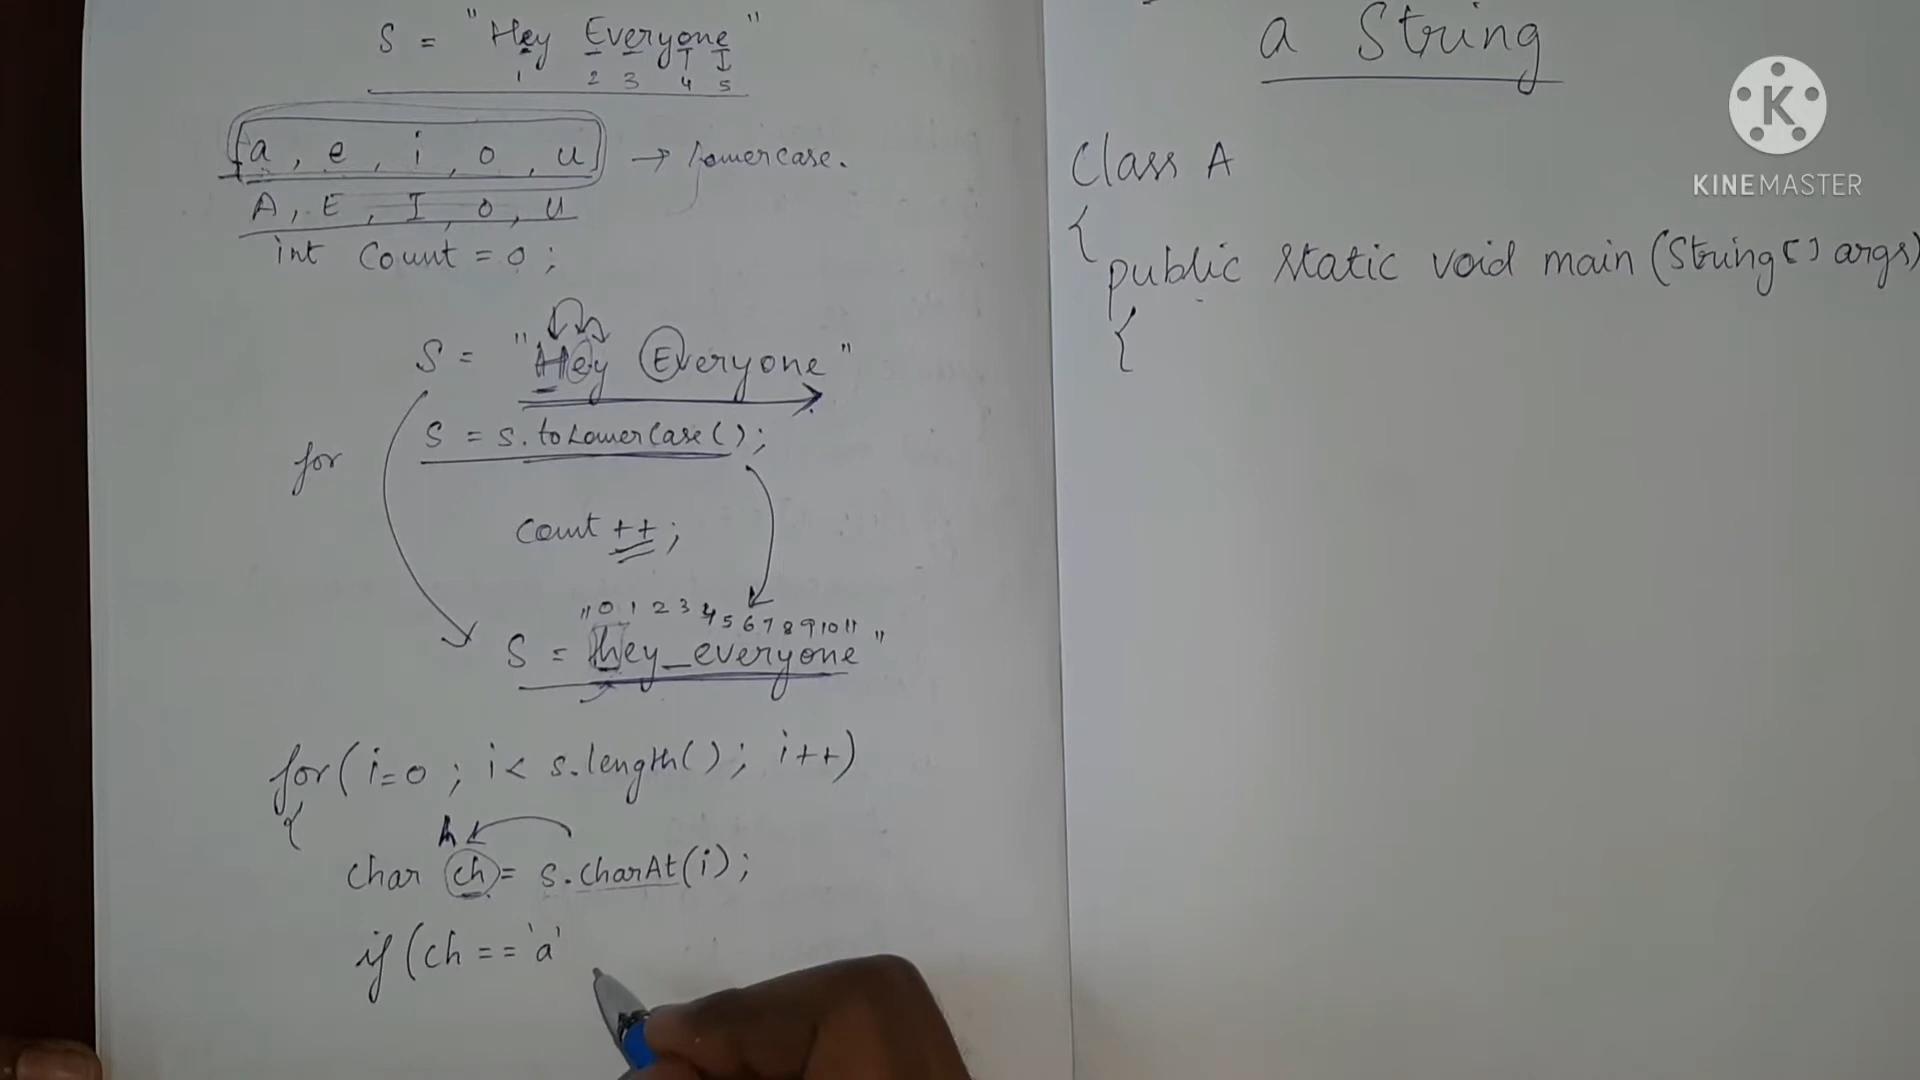 S = "Hey Everyone"
1 2 3 4 5
{a, e, i, o, u} → lowercase.
A, E, I, o, u
int Count = 0;
S = "Hey Everyone"
S = s.toLowerCase();
for
Count ++;
0 1 2 3 4 5 6 7 8 9 10 11
S = "hey_everyone"
for(i=0; i< s.length(); i++)
{
h
char ch = s.charAt(i);
if (ch == 'a'
a String
Class A
{
public static void main(String[] args)
{
K
KINEMASTER